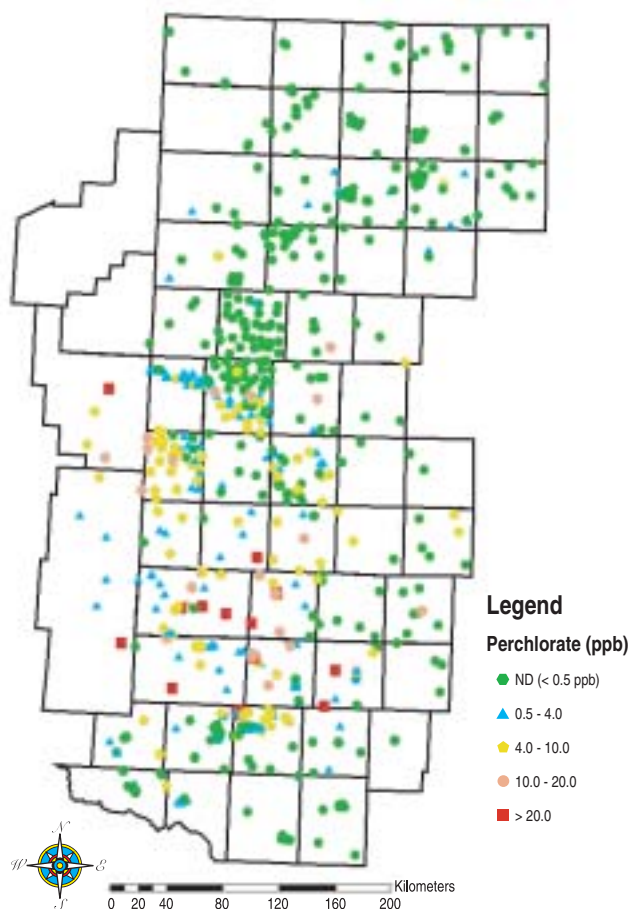 Legend
Perchlorate (ppb)
ND (< 0.5 ppb)
0.5 - 4.0
4.0 - 10.0
10.0 - 20.0
> 20.0
N
W E
S
Kilometers
0 20 40 80 120 160 200